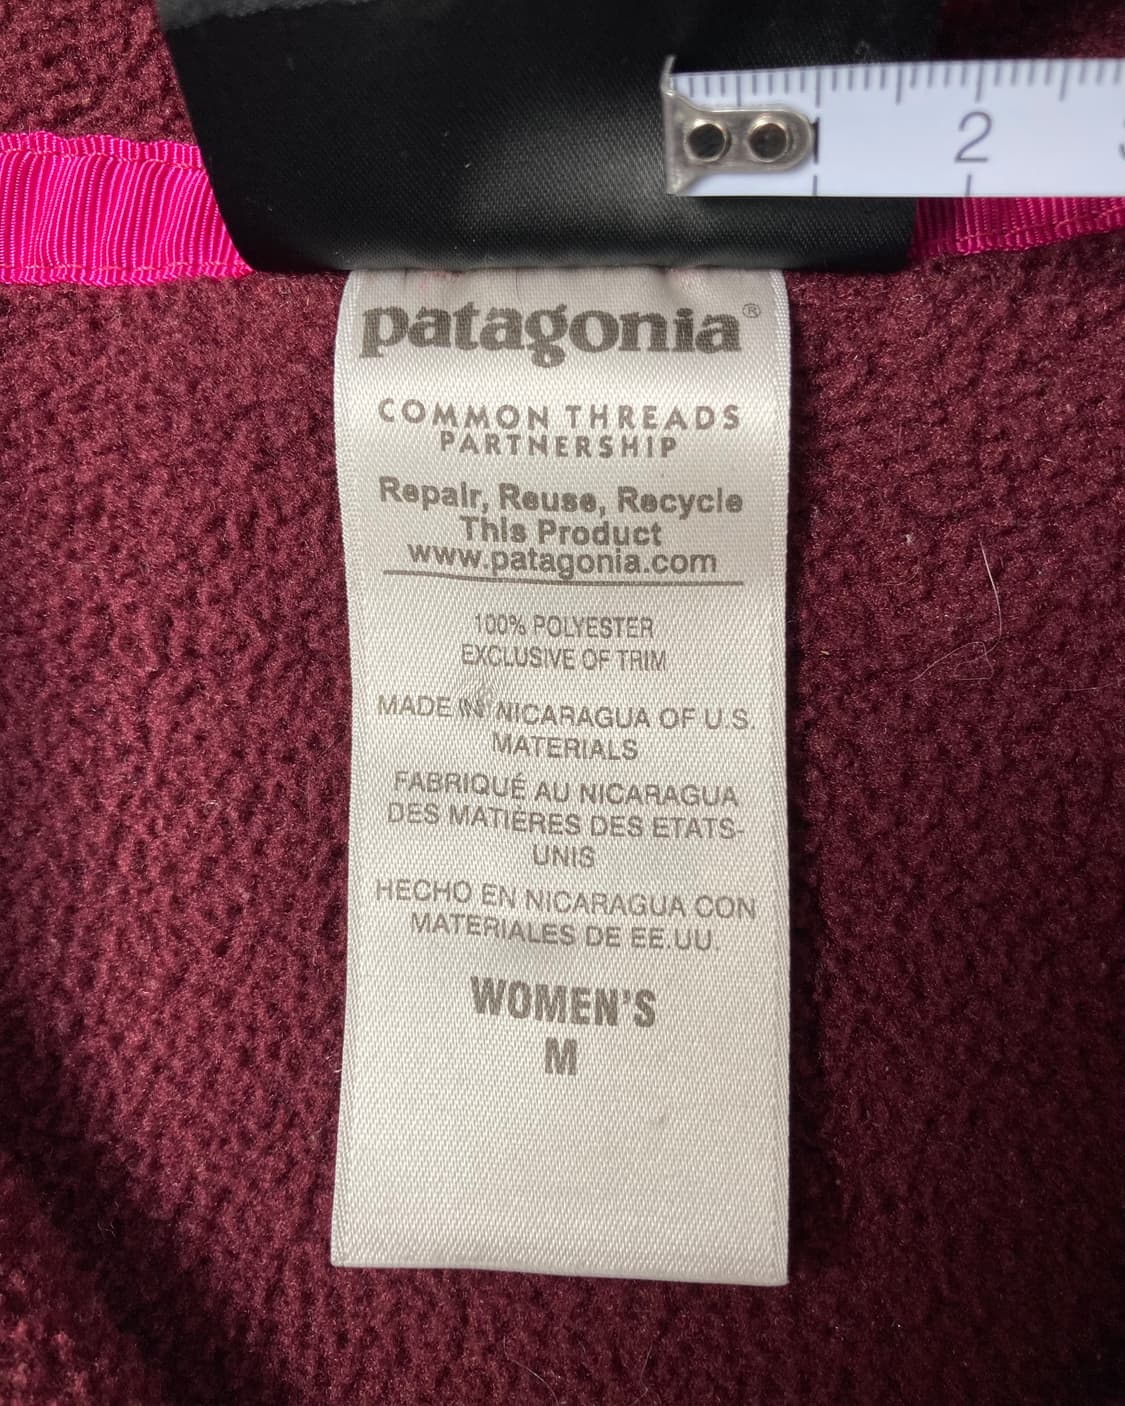 1 2
patagonia®
COMMON THREADS
PARTNERSHIP
Repair, Reuse, Recycle
This Product
www.patagonia.com
100% POLYESTER
EXCLUSIVE OF TRIM
MADE IN NICARAGUA OF U.S.
MATERIALS
FABRIQUÉ AU NICARAGUA
DES MATIERES DES ETATS-
UNIS
HECHO EN NICARAGUA CON
MATERIALES DE EE.UU.
WOMEN'S
M